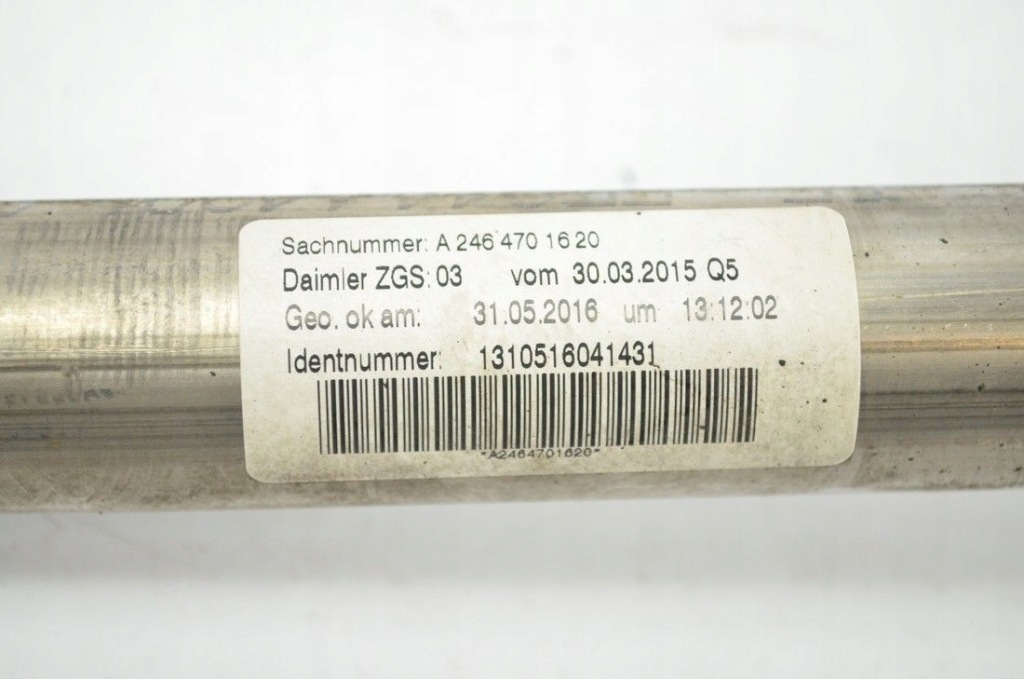 Sachnummer: A 246 470 16 20
Daimler ZGS: 03 vom 30.03.2015 Q5
Geo. ok am: 31.05.2016 um 13:12:02
Identnummer: 1310516041431
*A2464701620*